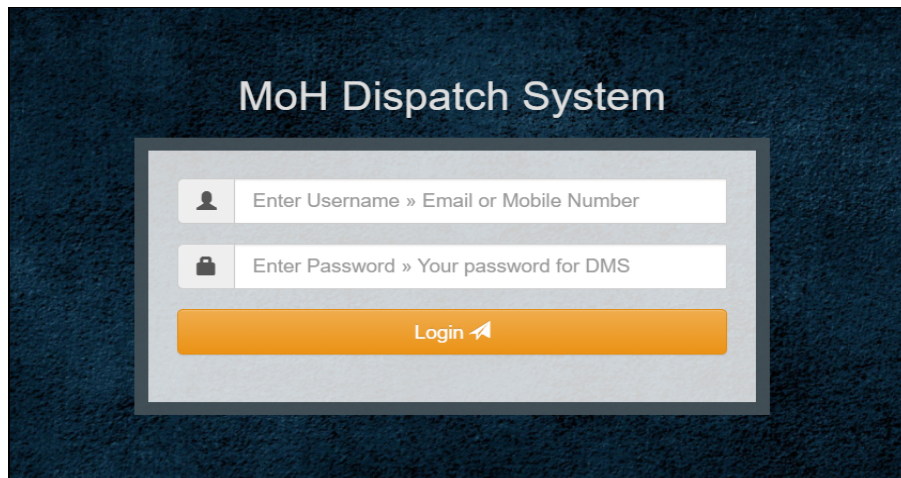 MoH Dispatch System
Enter Username » Email or Mobile Number
Enter Password » Your password for DMS
Login